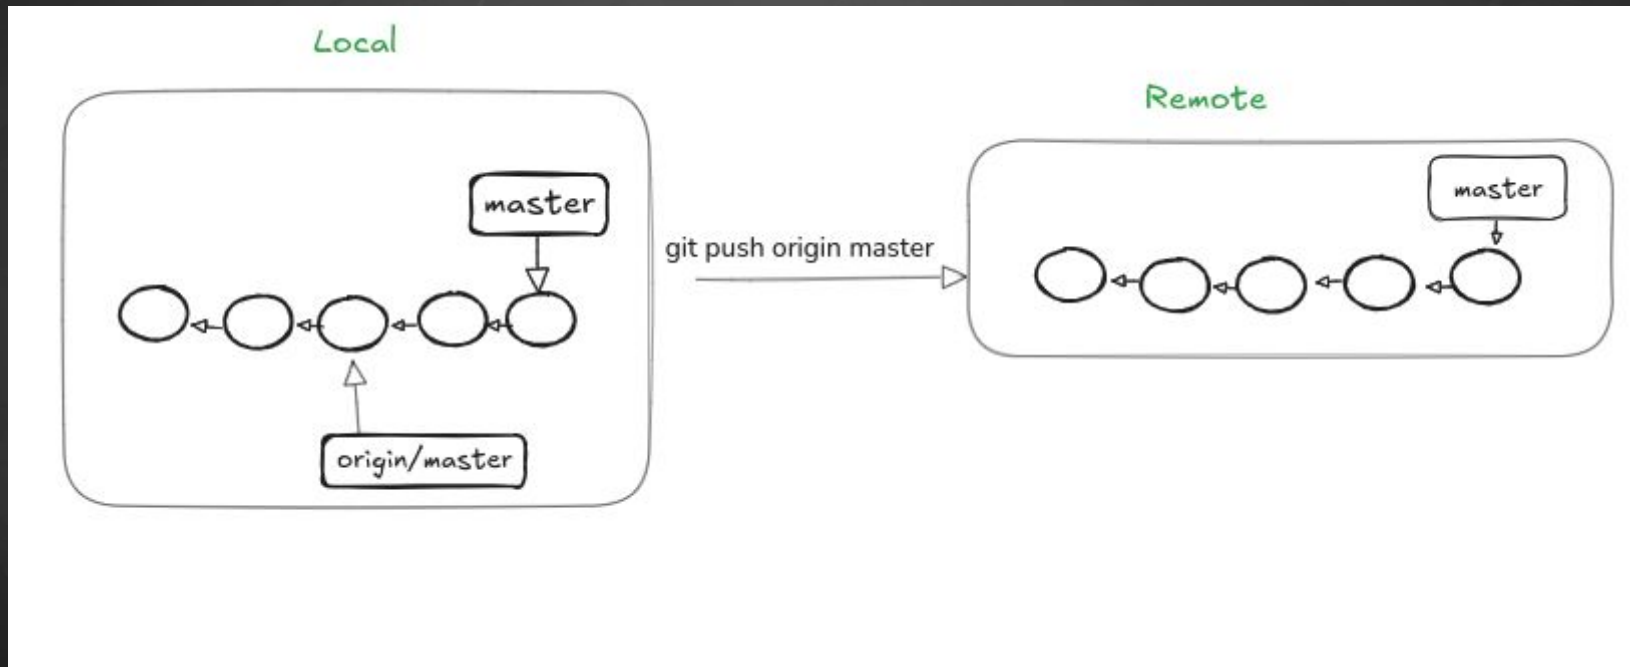 Local
Remote
master
master
git push origin master
origin/master